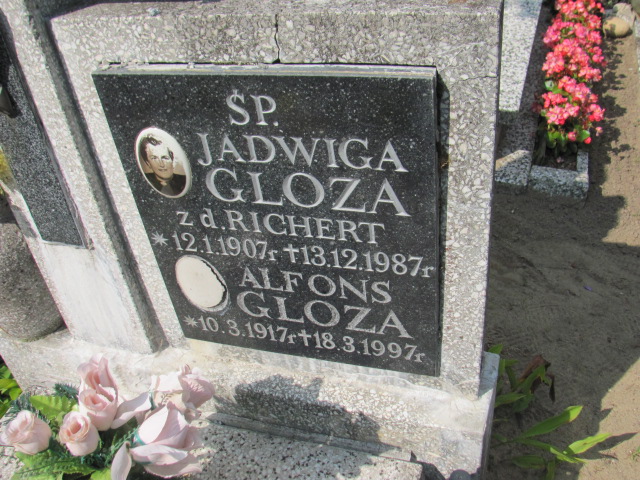 ŚP.
JADWIGA
GLOZA
z d. RICHERT
*12.1.1907r †13.12.1987r
ALFONS
GLOZA
*10.3.1917r †18.3.1997r